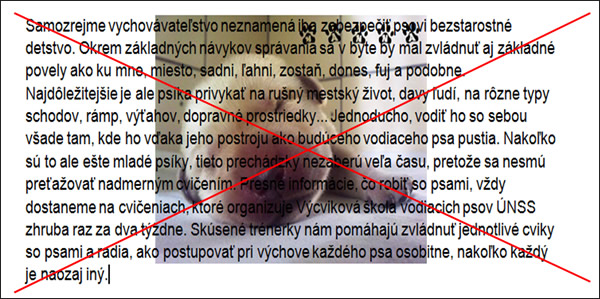 Samozrejme vychovávateľstvo neznamená iba zabezpečiť psovi bezstarostné
detstvo. Okrem základných návykov správania sa v byte by mal zvládnuť aj základné
povely ako ku mne, miesto, sadni, ľahni, zostaň, dones, fuj a podobne.
Najdôležitejšie je ale psíka privykať na rušný mestský život, davy ľudí, na rôzne typy
schodov, rámp, výťahov, dopravné prostriedky... Jednoducho, vodiť ho so sebou
všade tam, kde ho vďaka jeho postroju ako budúceho vodiaceho psa pustia. Nakoľko
sú to ale ešte mladé psíky, tieto prechádzky nezaberú veľa času, pretože sa nesmú
preťažovať nadmerným cvičením. Presné informácie, čo robiť so psami, vždy
dostaneme na cvičeniach, ktoré organizuje Výcviková škola vodiacich psov ÚNSS
zhruba raz za dva týždne. Skúsené trénerky nám pomáhajú zvládnuť jednotlivé cviky
so psami a radia, ako postupovať pri výchove každého psa osobitne, nakoľko každý
je naozaj iný.